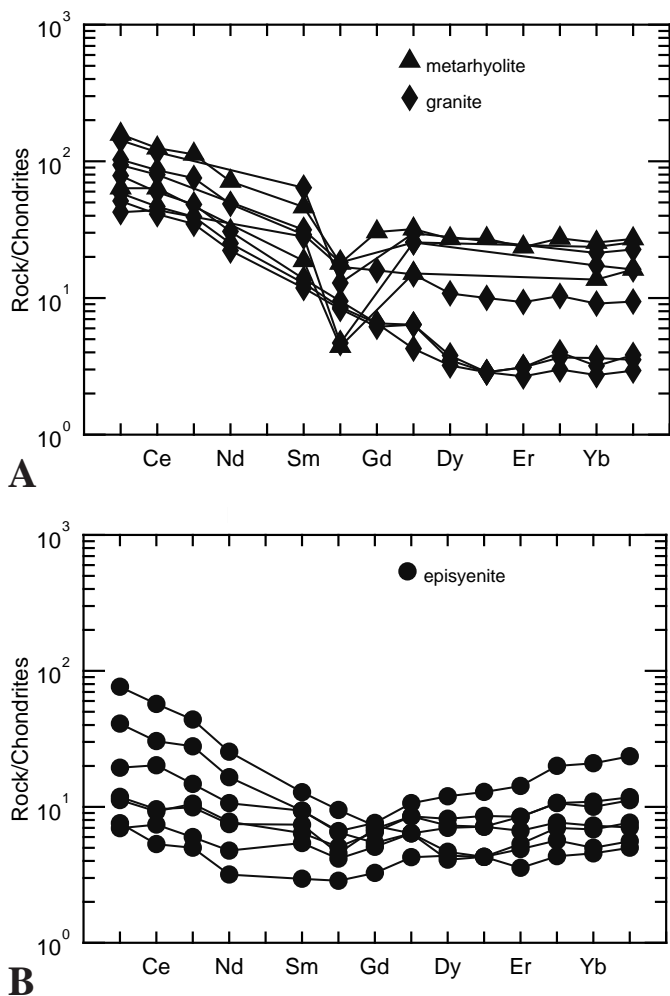 10³
metarhyolite
granite
10²
Rock/Chondrites
10¹
10⁰
Ce Nd Sm Gd Dy Er Yb
A
10³
episyenite
10²
Rock/Chondrites
10¹
10⁰
Ce Nd Sm Gd Dy Er Yb
B